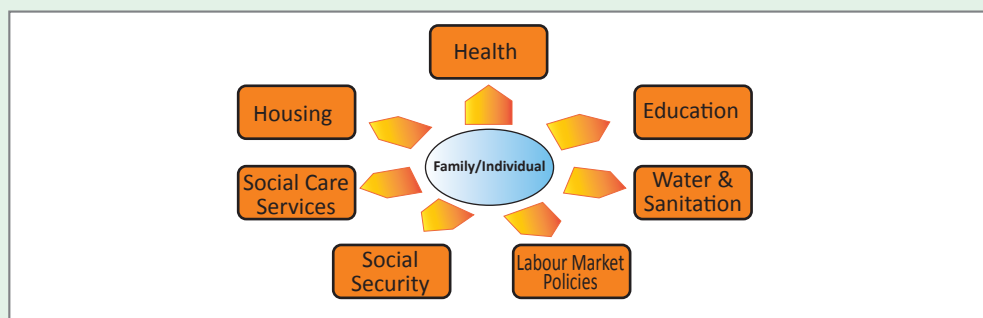 Health
Housing
Education
Family/Individual
Social Care
Services
Water &
Sanitation
Social
Security
Labour Market
Policies